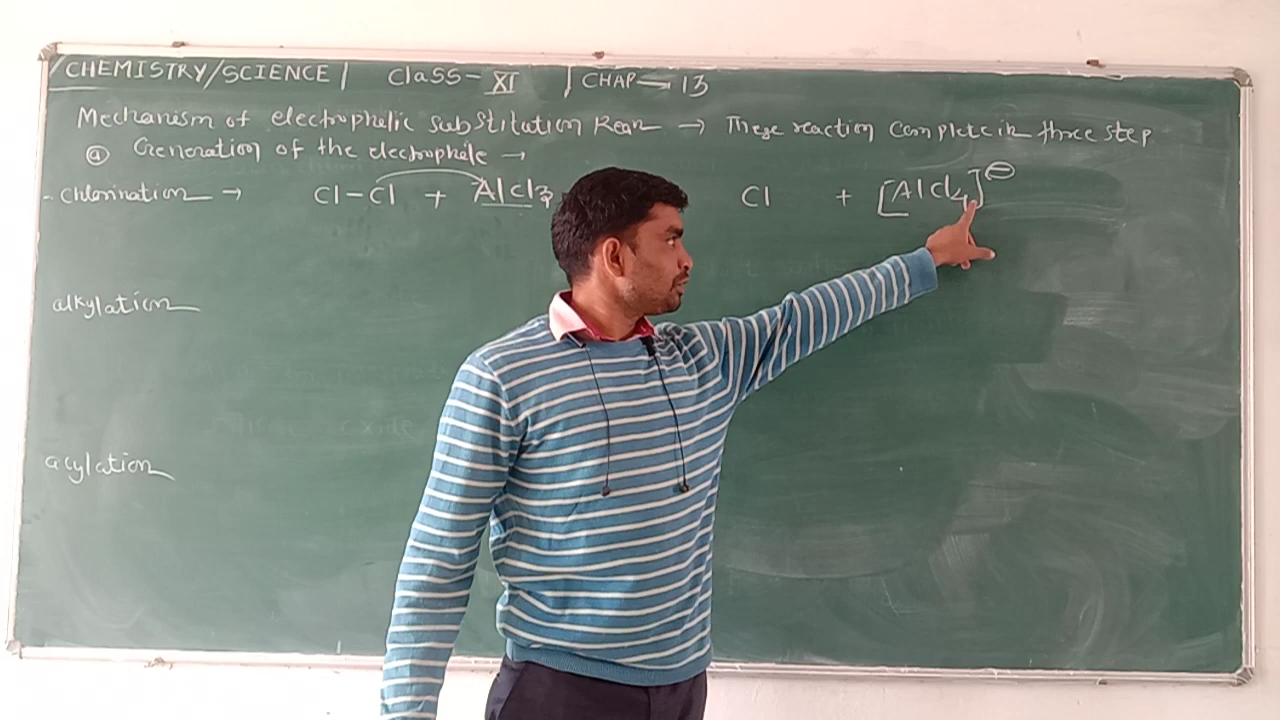 CHEMISTRY/SCIENCE | Class-XI | CHAP—13
Mechanism of electrophelic substitution Rean → These reaction complete in three step
ⓐ Generation of the electrophile →
- Chlorination → Cl-Cl + AlCl3 Cl + [AlCl4]⊖
alkylation
acylation